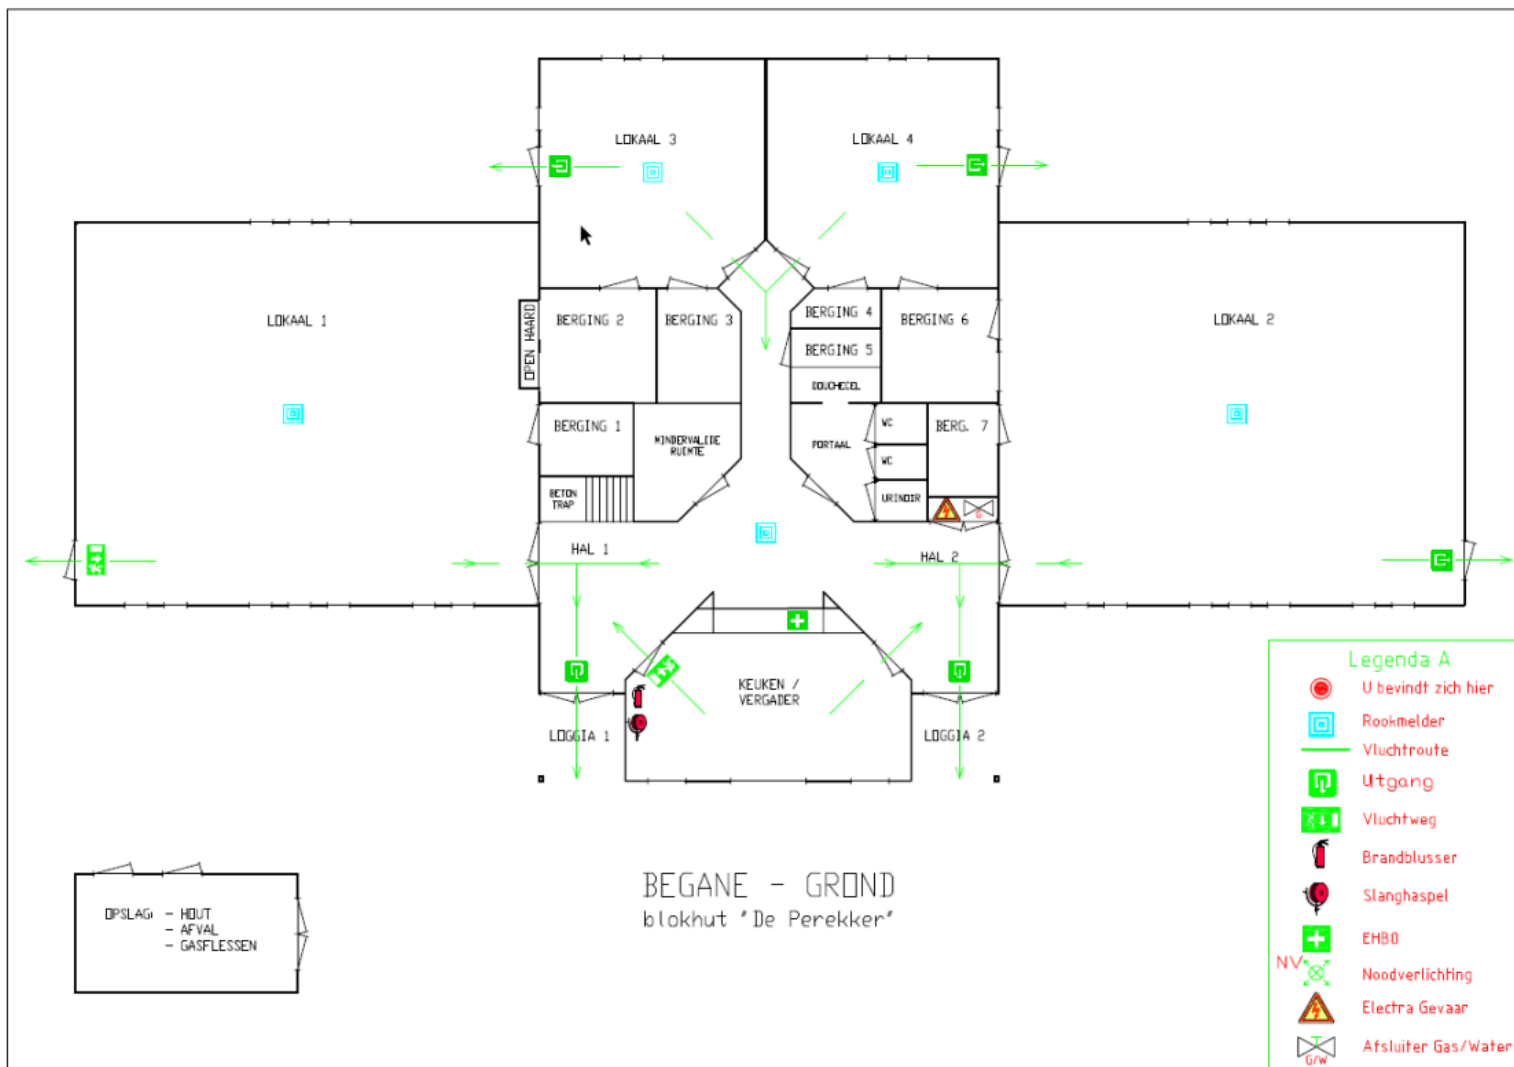 LOKAAL 3
LOKAAL 4
LOKAAL 1
OPEN HAARD
BERGING 2
BERGING 3
BERGING 4
BERGING 5
BERGING 6
LOKAAL 2
DOUCHECEL
BERGING 1
MINDERVALIDE
RUIMTE
PORTAAL
WC
BERG. 7
WC
BETON
TRAP
URINOIR
G
HAL 1
HAL 2
KEUKEN /
VERGADER
LOGGIA 1
LOGGIA 2
OPSLAG: - HOUT
- AFVAL
- GASFLESSEN
BEGANE - GROND
blokhut "De Perekker"
Legenda A
U bevindt zich hier
Rookmelder
Vluchtroute
Uitgang
Vluchtweg
Brandblusser
Slanghaspel
EHBO
NV
Noodverlichting
Electra Gevaar
Afsluiter Gas/Water
G/W